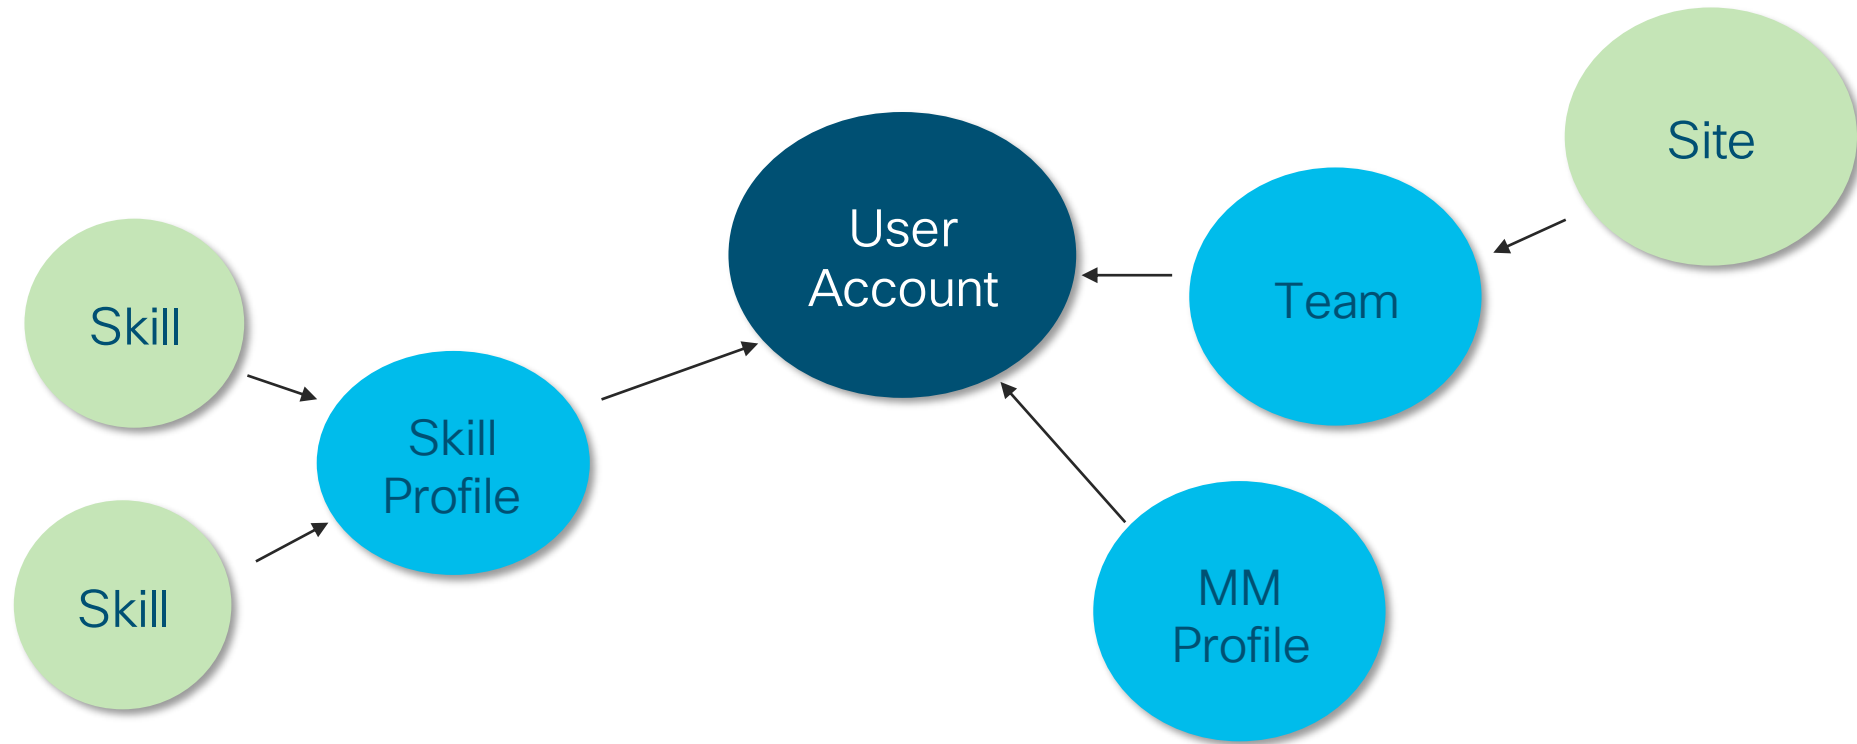 Site
User
Account
Team
Skill
Skill
Profile
Skill
MM
Profile